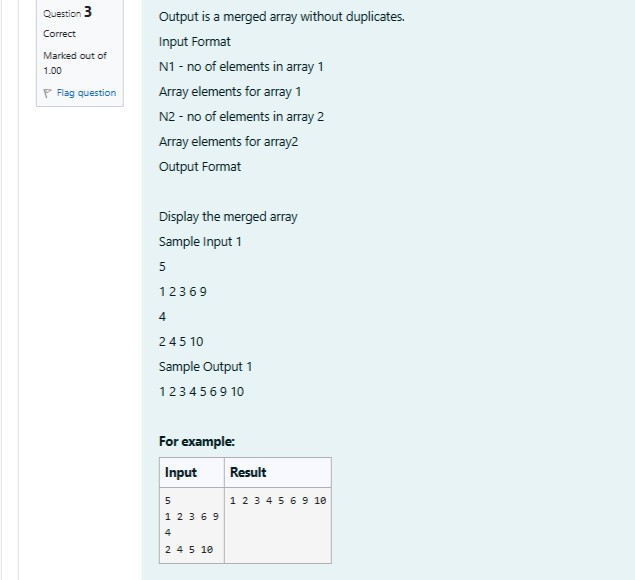 Question 3
Correct
Marked out of
1.00
Flag question
Output is a merged array without duplicates.
Input Format
N1 - no of elements in array 1
Array elements for array 1
N2 - no of elements in array 2
Array elements for array2
Output Format
Display the merged array
Sample Input 1
5
1 2 3 6 9
4
2 4 5 10
Sample Output 1
1 2 3 4 5 6 9 10
For example:
Input Result
5 1 2 3 4 5 6 9 10
1 2 3 6 9
4
2 4 5 10